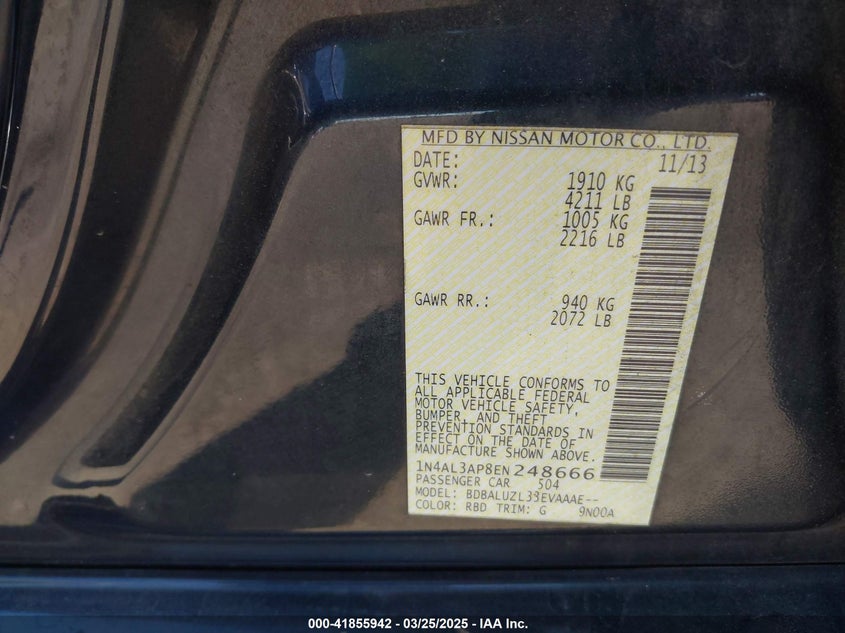 MFD BY NISSAN MOTOR CO., LTD.
DATE: 11/13
GVWR: 1910 KG
4211 LB
GAWR FR.: 1005 KG
2216 LB
GAWR RR.: 940 KG
2072 LB
THIS VEHICLE CONFORMS TO
ALL APPLICABLE FEDERAL
MOTOR VEHICLE SAFETY,
BUMPER, AND THEFT
PREVENTION STANDARDS IN
EFFECT ON THE DATE OF
MANUFACTURE SHOWN ABOVE.
1N4AL3AP8EN248666
PASSENGER CAR 504
MODEL: BDBALUZL33EVAAAE--
COLOR: RBD TRIM: G 9N00A
000-41855942 - 03/25/2025 - IAA Inc.